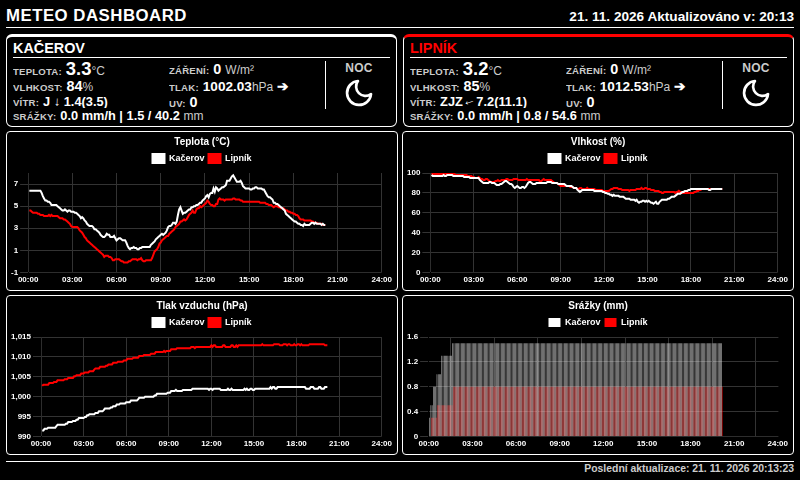 METEO DASHBOARD
21. 11. 2026 Aktualizováno v: 20:13
KAČEROV
TEPLOTA: 3.3°C
ZÁŘENÍ: 0 W/m²
VLHKOST: 84%
TLAK: 1002.03hPa ➔
VÍTR: J ↓ 1.4(3.5)
UV: 0
SRÁŽKY: 0.0 mm/h | 1.5 / 40.2 mm
NOC
LIPNÍK
TEPLOTA: 3.2°C
ZÁŘENÍ: 0 W/m²
VLHKOST: 85%
TLAK: 1012.53hPa ➔
VÍTR: ZJZ 7.2(11.1)
UV: 0
SRÁŽKY: 0.0 mm/h | 0.8 / 54.6 mm
NOC
Teplota (°C)
Kačerov Lipník
7
5
3
1
-1
00:00 03:00 06:00 09:00 12:00 15:00 18:00 21:00 24:00
Vlhkost (%)
Kačerov Lipník
100
80
60
40
20
0
00:00 03:00 06:00 09:00 12:00 15:00 18:00 21:00 24:00
Tlak vzduchu (hPa)
Kačerov Lipník
1,015
1,010
1,005
1,000
995
990
00:00 03:00 06:00 09:00 12:00 15:00 18:00 21:00 24:00
Srážky (mm)
Kačerov Lipník
1.6
1.2
0.8
0.4
0
00:00 03:00 06:00 09:00 12:00 15:00 18:00 21:00 24:00
Poslední aktualizace: 21. 11. 2026 20:13:23